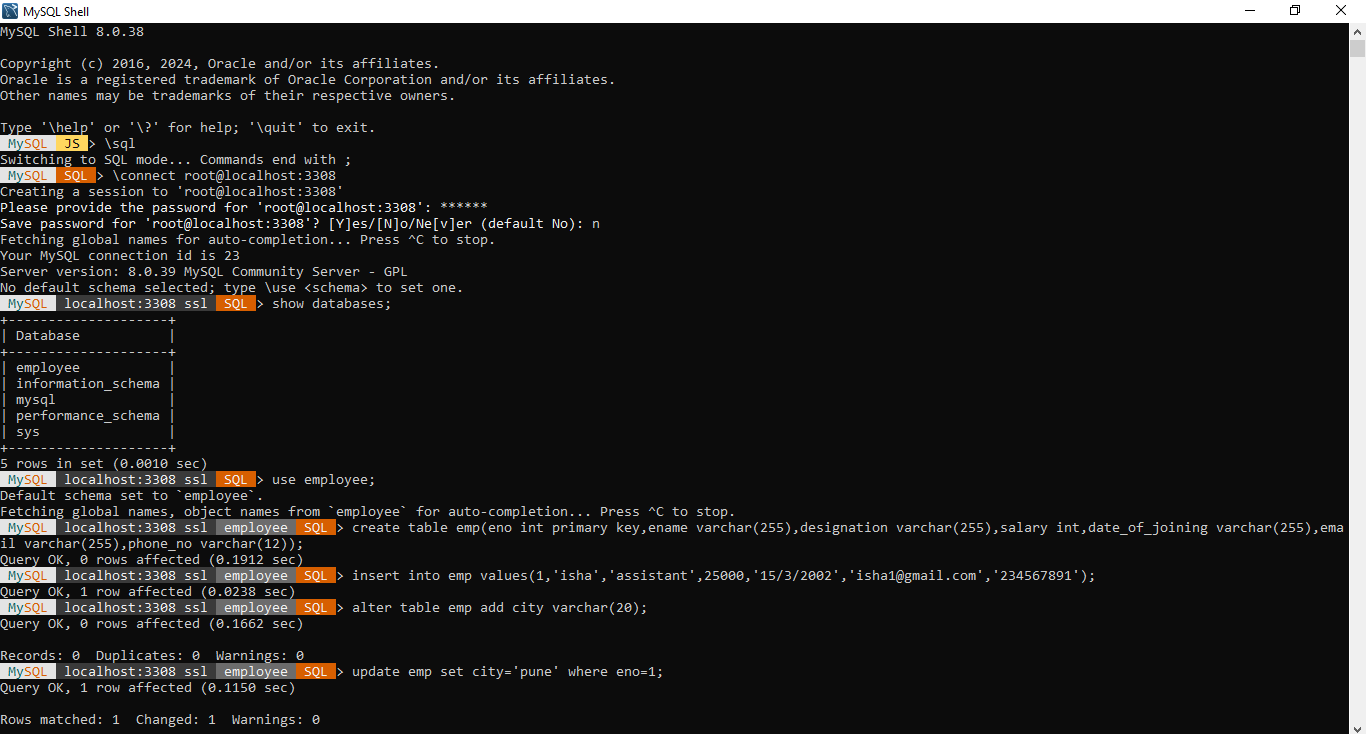 MySQL Shell
MySQL Shell 8.0.38
Copyright (c) 2016, 2024, Oracle and/or its affiliates.
Oracle is a registered trademark of Oracle Corporation and/or its affiliates.
Other names may be trademarks of their respective owners.
Type '\help' or '\?' for help; '\quit' to exit.
MySQL JS > \sql
Switching to SQL mode... Commands end with ;
MySQL SQL > \connect root@localhost:3308
Creating a session to 'root@localhost:3308'
Please provide the password for 'root@localhost:3308': ******
Save password for 'root@localhost:3308'? [Y]es/[N]o/Ne[v]er (default No): n
Fetching global names for auto-completion... Press ^C to stop.
Your MySQL connection id is 23
Server version: 8.0.39 MySQL Community Server - GPL
No default schema selected; type \use <schema> to set one.
MySQL localhost:3308 ssl SQL > show databases;
+--------------------+
| Database           |
+--------------------+
| employee           |
| information_schema |
| mysql              |
| performance_schema |
| sys                |
+--------------------+
5 rows in set (0.0010 sec)
MySQL localhost:3308 ssl SQL > use employee;
Default schema set to `employee`.
Fetching global names, object names from `employee` for auto-completion... Press ^C to stop.
MySQL localhost:3308 ssl employee SQL > create table emp(eno int primary key,ename varchar(255),designation varchar(255),salary int,date_of_joining varchar(255),ema
il varchar(255),phone_no varchar(12));
Query OK, 0 rows affected (0.1912 sec)
MySQL localhost:3308 ssl employee SQL > insert into emp values(1,'isha','assistant',25000,'15/3/2002','isha1@gmail.com','234567891');
Query OK, 1 row affected (0.0238 sec)
MySQL localhost:3308 ssl employee SQL > alter table emp add city varchar(20);
Query OK, 0 rows affected (0.1662 sec)
Records: 0  Duplicates: 0  Warnings: 0
MySQL localhost:3308 ssl employee SQL > update emp set city='pune' where eno=1;
Query OK, 1 row affected (0.1150 sec)
Rows matched: 1  Changed: 1  Warnings: 0